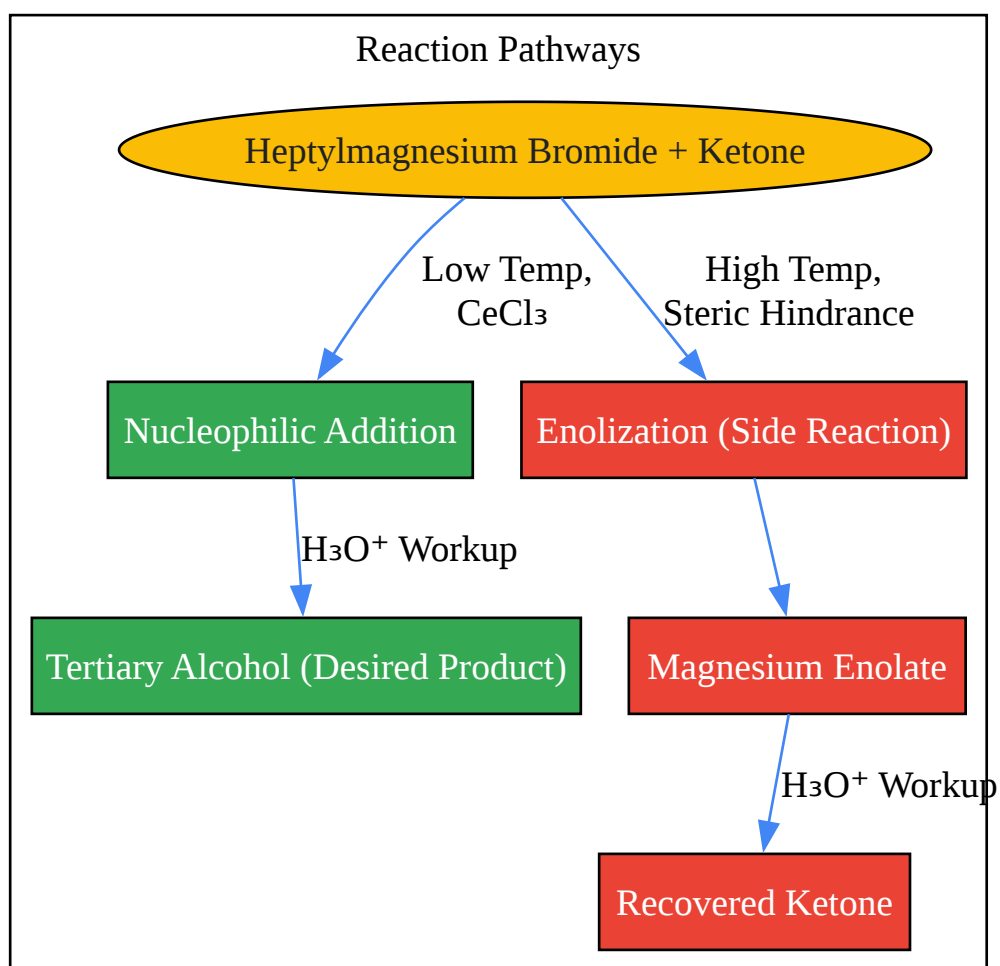 Reaction Pathways
Heptylmagnesium Bromide + Ketone
Low Temp,
CeCl₃
High Temp,
Steric Hindrance
Nucleophilic Addition
Enolization (Side Reaction)
H₃O⁺ Workup
Tertiary Alcohol (Desired Product)
Magnesium Enolate
H₃O⁺ Workup
Recovered Ketone